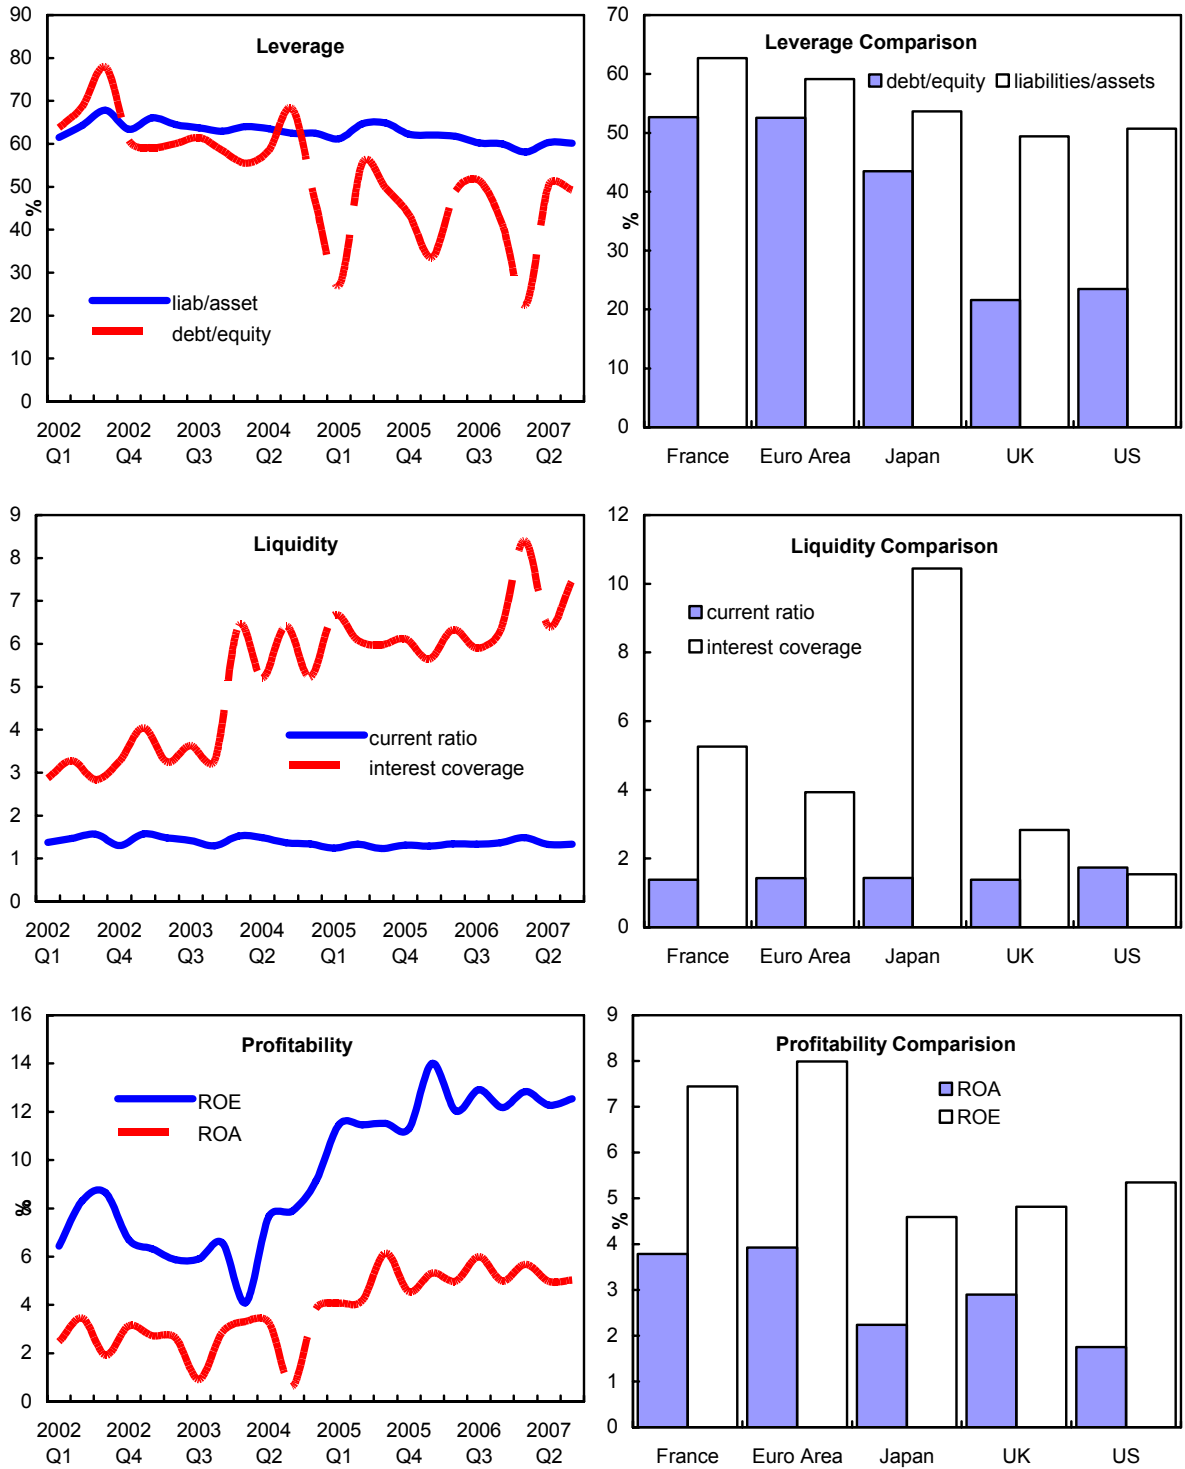 Leverage
90
80
70
60
50
40
30
20
10
0
%
liab/asset
debt/equity
2002 2002 2003 2004 2005 2005 2006 2007
Q1 Q4 Q3 Q2 Q1 Q4 Q3 Q2
Leverage Comparison
debt/equity liabilities/assets
70
60
50
40
30
20
10
0
%
France Euro Area Japan UK US
Liquidity
9
8
7
6
5
4
3
2
1
0
current ratio
interest coverage
2002 2002 2003 2004 2005 2005 2006 2007
Q1 Q4 Q3 Q2 Q1 Q4 Q3 Q2
Liquidity Comparison
12
10
8
6
4
2
0
current ratio
interest coverage
France Euro Area Japan UK US
Profitability
16
14
12
10
8
6
4
2
0
%
ROE
ROA
2002 2002 2003 2004 2005 2005 2006 2007
Q1 Q4 Q3 Q2 Q1 Q4 Q3 Q2
Profitability Comparision
9
8
7
6
5
4
3
2
1
0
%
ROA
ROE
France Euro Area Japan UK US